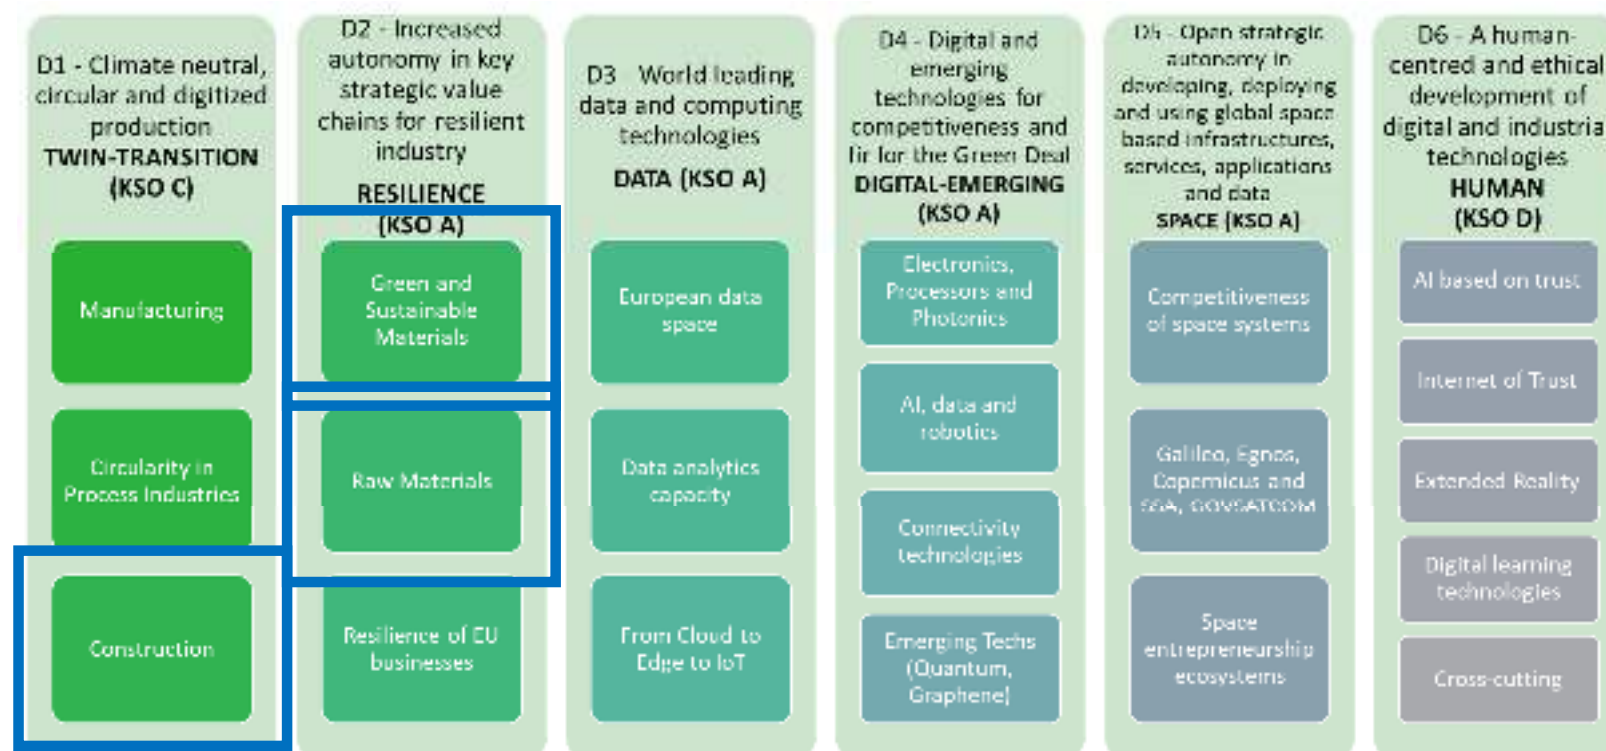 D1 - Climate neutral,
circular and digitized
production
TWIN-TRANSITION
(KSO C)
Manufacturing
Circularity in
Process Industries
Construction
D2 - Increased
autonomy in key
strategic value
chains for resilient
industry
RESILIENCE
(KSO A)
Green and
Sustainable
Materials
Raw Materials
Resilience of EU
businesses
D3 - World leading
data and computing
technologies
DATA (KSO A)
European data
space
Data analytics
capacity
From Cloud to
Edge to IoT
D4 - Digital and
emerging
technologies for
competitiveness and
fir for the Green Deal
DIGITAL-EMERGING
(KSO A)
Electronics,
Processors and
Photonics
AI, data and
robotics
Connectivity
technologies
Emerging Techs
(Quantum,
Graphene)
D5 - Open strategic
autonomy in
developing, deploying
and using global space
based infrastructures,
services, applications
and data
SPACE (KSO A)
Competitiveness
of space systems
Galileo, Egnos,
Copernicus and
SSA, GOVSATCOM
Space
entrepreneurship
ecosystems
D6 - A human-
centred and ethical
development of
digital and industria
technologies
HUMAN
(KSO D)
AI based on trust
Internet of Trust
Extended Reality
Digital learning
technologies
Cross-cutting